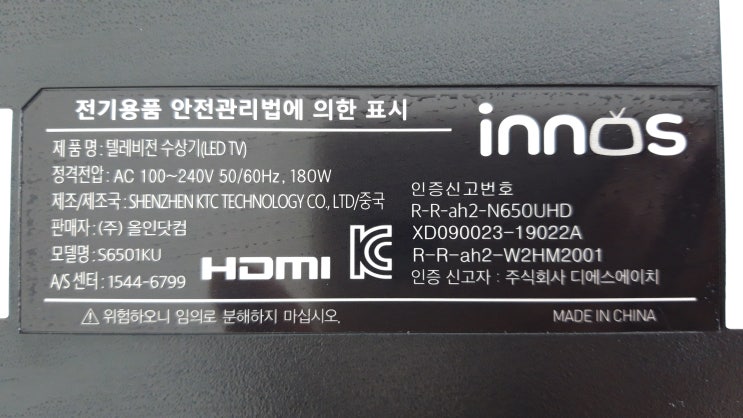 전기용품 안전관리법에 의한 표시
innos
제 품 명 : 텔레비전 수상기(LED TV)
정격전압 : AC 100~240V 50/60Hz, 180W
제조/제조국 : SHENZHEN KTC TECHNOLOGY CO., LTD/중국
판매자 : (주) 올인닷컴
모델명 : S6501KU
A/S 센터 : 1544-6799
HDMI
인증신고번호
R-R-ah2-N650UHD
XD090023-19022A
R-R-ah2-W2HM2001
인증 신고자 : 주식회사 디에스에이치
⚠ 위험하오니 임의로 분해하지 마십시오.
MADE IN CHINA